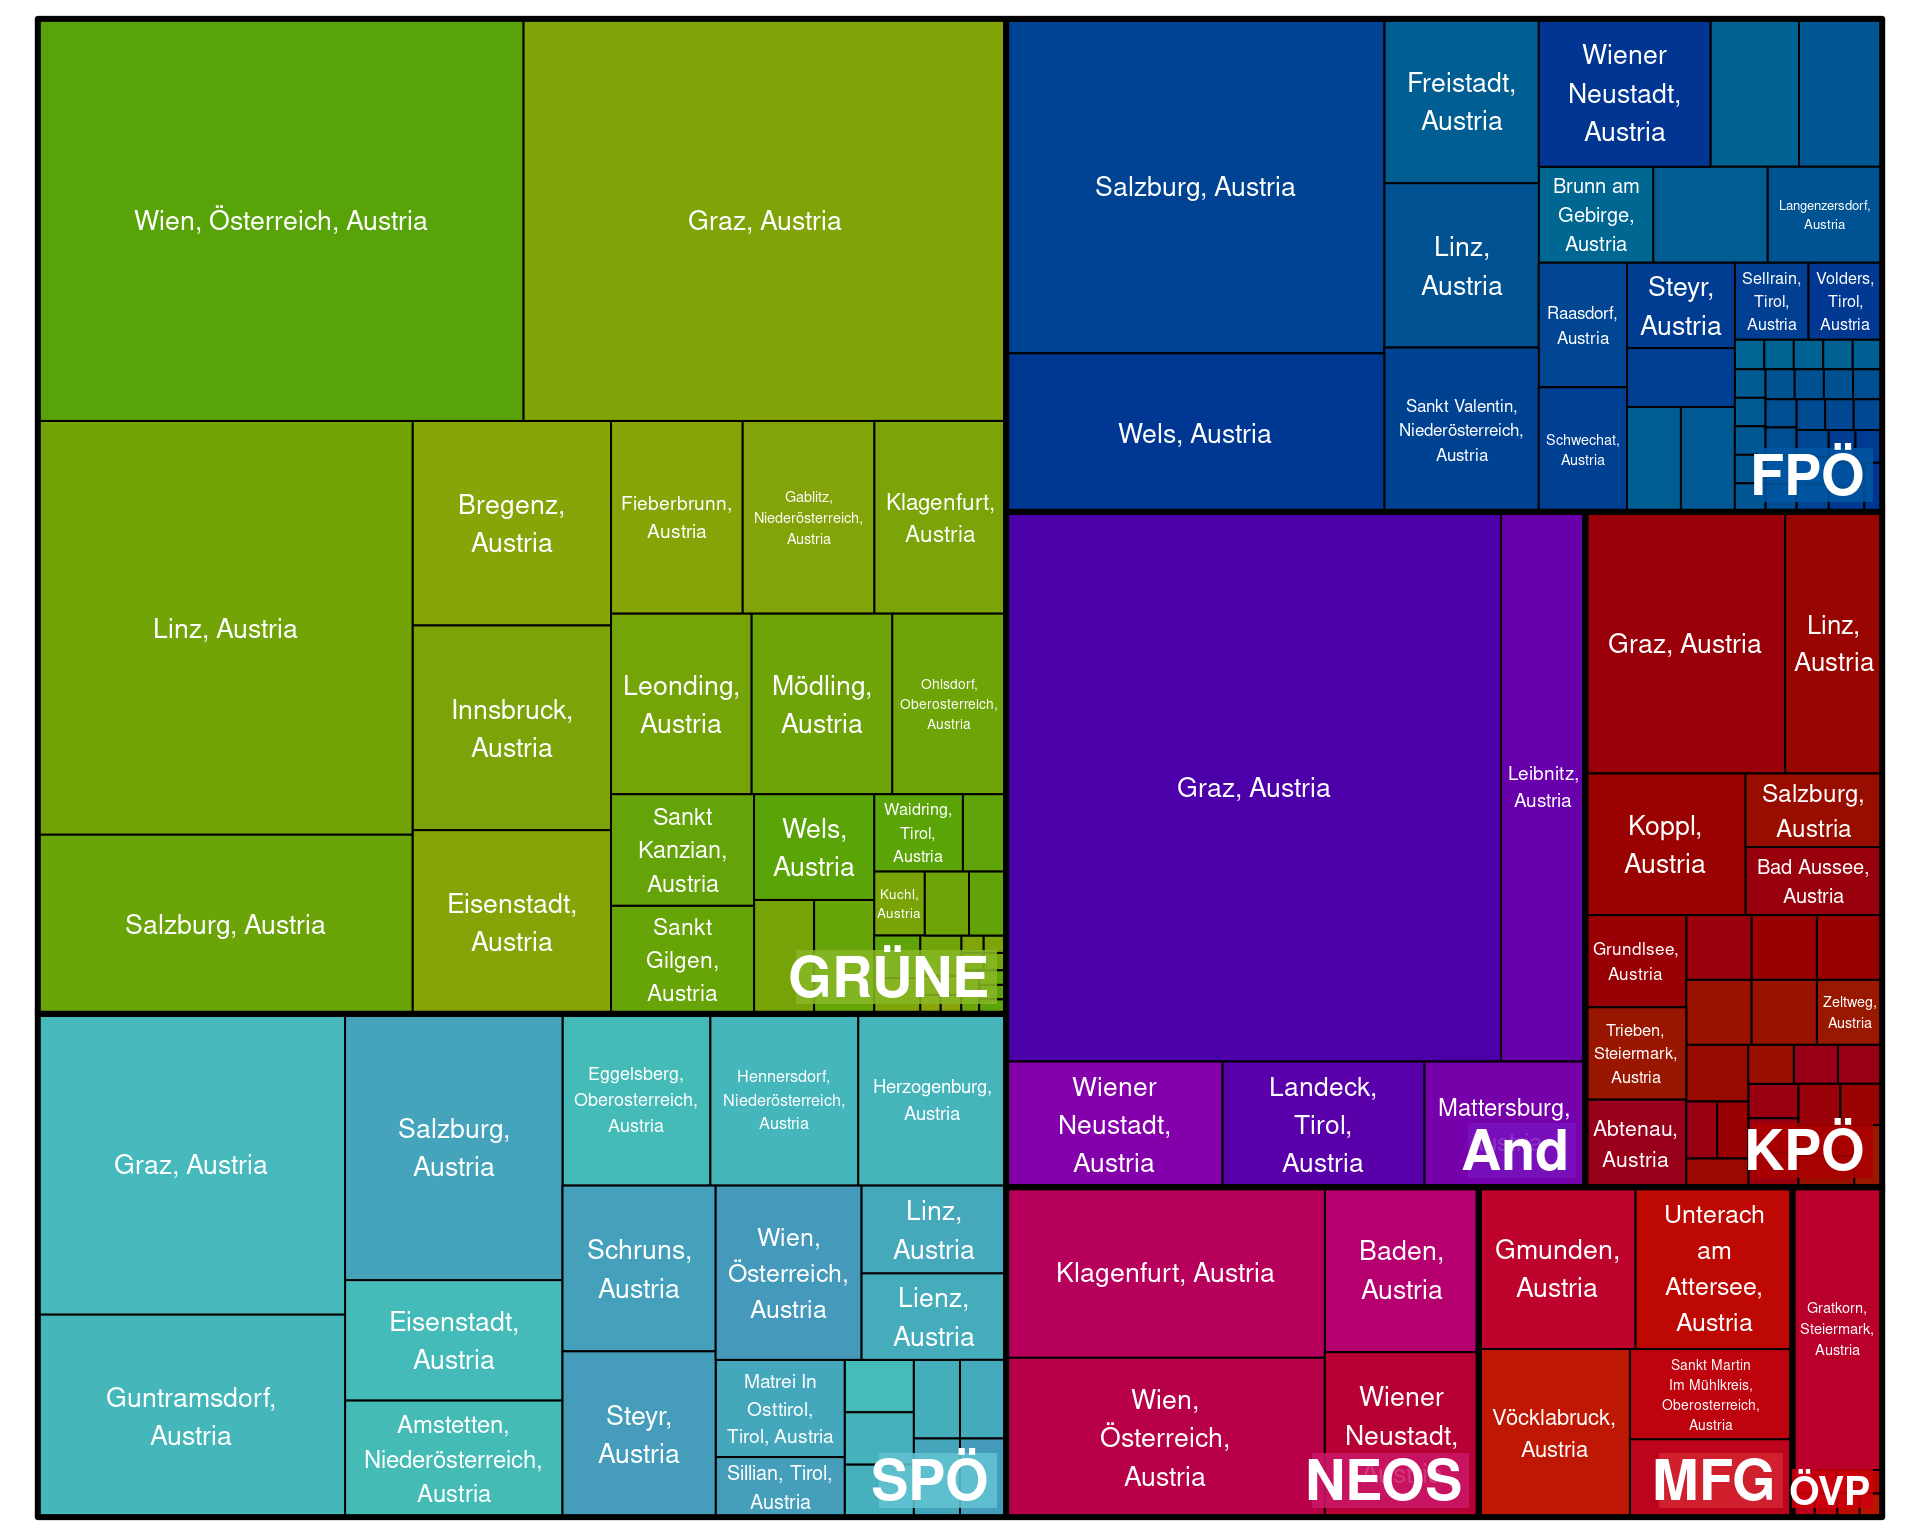 Wien, Österreich, Austria
Graz, Austria
Linz, Austria
Salzburg, Austria
Bregenz,
Austria
Innsbruck,
Austria
Eisenstadt,
Austria
Fieberbrunn,
Austria
Gablitz,
Niederösterreich,
Austria
Klagenfurt,
Austria
Leonding,
Austria
Mödling,
Austria
Ohlsdorf,
Oberosterreich,
Austria
Sankt
Kanzian,
Austria
Sankt
Gilgen,
Austria
Wels,
Austria
Waidring,
Tirol,
Austria
Kuchl,
Austria
GRÜNE
Graz, Austria
Guntramsdorf,
Austria
Salzburg,
Austria
Eisenstadt,
Austria
Amstetten,
Niederösterreich,
Austria
Eggelsberg,
Oberosterreich,
Austria
Hennersdorf,
Niederösterreich,
Austria
Herzogenburg,
Austria
Schruns,
Austria
Steyr,
Austria
Wien,
Österreich,
Austria
Linz,
Austria
Lienz,
Austria
Matrei In
Osttirol,
Tirol, Austria
Sillian, Tirol,
Austria
SPÖ
Salzburg, Austria
Wels, Austria
Freistadt,
Austria
Linz,
Austria
Sankt Valentin,
Niederösterreich,
Austria
Wiener
Neustadt,
Austria
Brunn am
Gebirge,
Austria
Langenzersdorf,
Austria
Raasdorf,
Austria
Schwechat,
Austria
Steyr,
Austria
Sellrain,
Tirol,
Austria
Volders,
Tirol,
Austria
FPÖ
Graz, Austria
Leibnitz,
Austria
Wiener
Neustadt,
Austria
Landeck,
Tirol,
Austria
Mattersburg,
Austria
And
Graz, Austria
Linz,
Austria
Koppl,
Austria
Salzburg,
Austria
Bad Aussee,
Austria
Grundlsee,
Austria
Trieben,
Steiermark,
Austria
Abtenau,
Austria
Zeltweg,
Austria
KPÖ
Klagenfurt, Austria
Wien,
Österreich,
Austria
Baden,
Austria
Wiener
Neustadt,
Austria
NEOS
Gmunden,
Austria
Unterach
am
Attersee,
Austria
Vöcklabruck,
Austria
Sankt Martin
Im Mühlkreis,
Oberosterreich,
Austria
MFG
Gratkorn,
Steiermark,
Austria
ÖVP